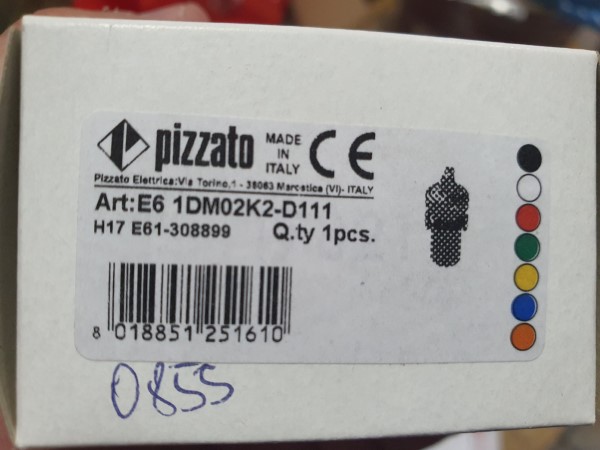 pizzato
MADE
IN
ITALY
CE
Pizzato Elettrica:Via Torino,1 - 36063 Marostica (VI)- ITALY
Art:E6 1DM02K2-D111
H17 E61-308899 Q.ty 1pcs.
8 018851 251610
0855